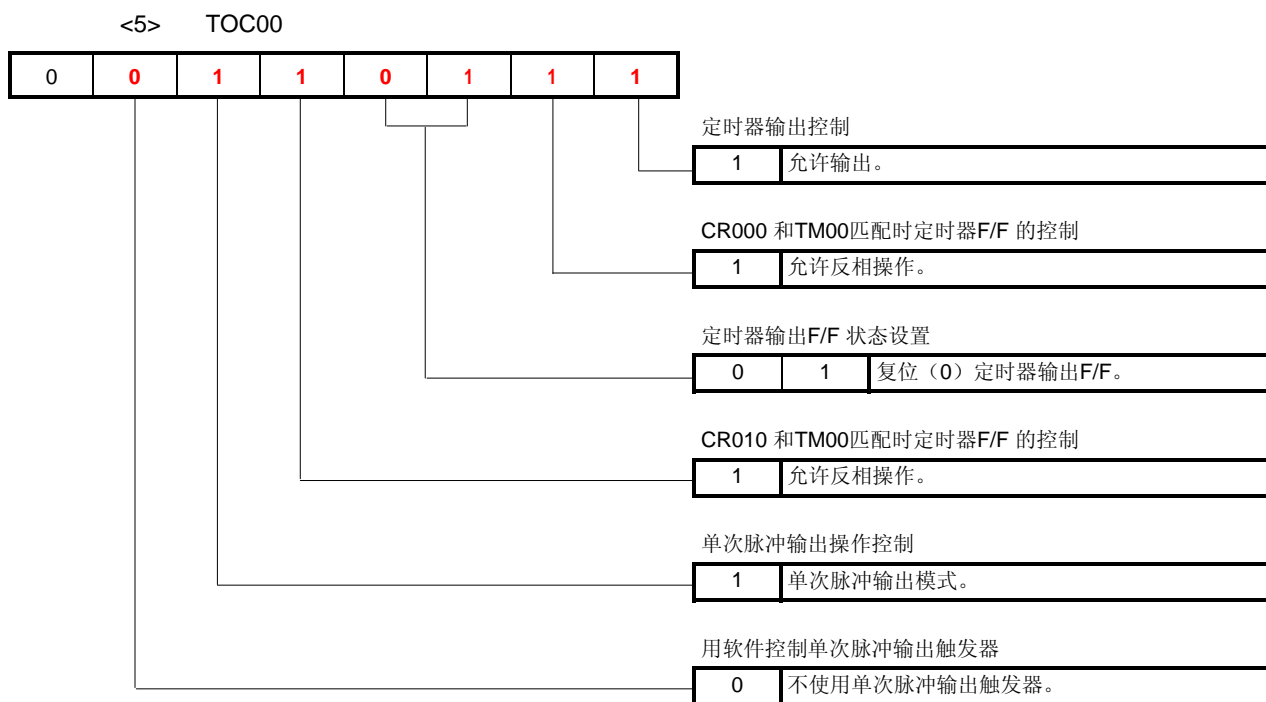 <5> TOC00
0 0 1 1 0 1 1 1
定时器输出控制
1 允许输出。
CR000 和TM00匹配时定时器F/F 的控制
1 允许反相操作。
定时器输出F/F 状态设置
0 1 复位（0）定时器输出F/F。
CR010 和TM00匹配时定时器F/F 的控制
1 允许反相操作。
单次脉冲输出操作控制
1 单次脉冲输出模式。
用软件控制单次脉冲输出触发器
0 不使用单次脉冲输出触发器。